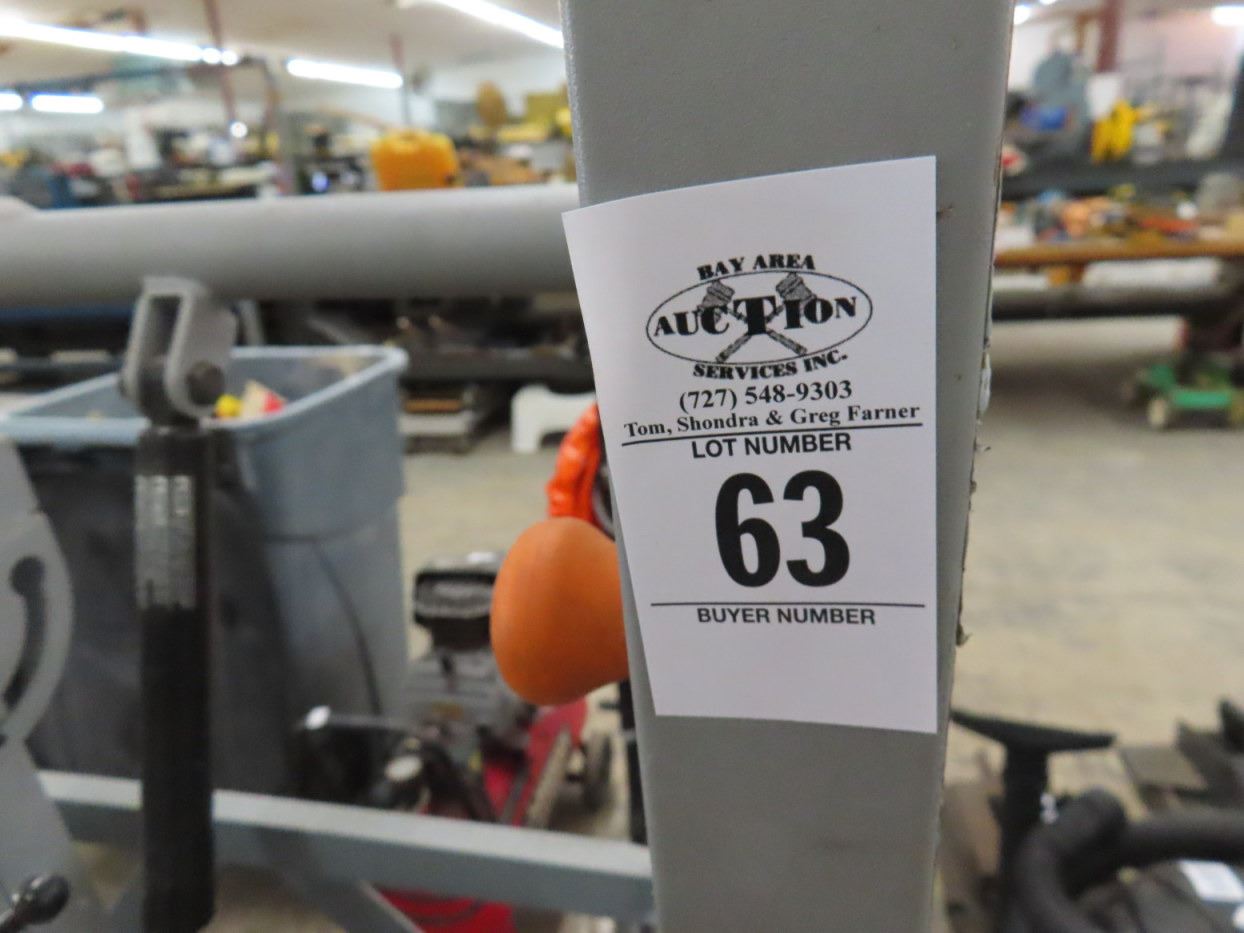 BAY AREA
AUCTION
SERVICES INC.
(727) 548-9303
Tom, Shondra & Greg Farner
LOT NUMBER
63
BUYER NUMBER